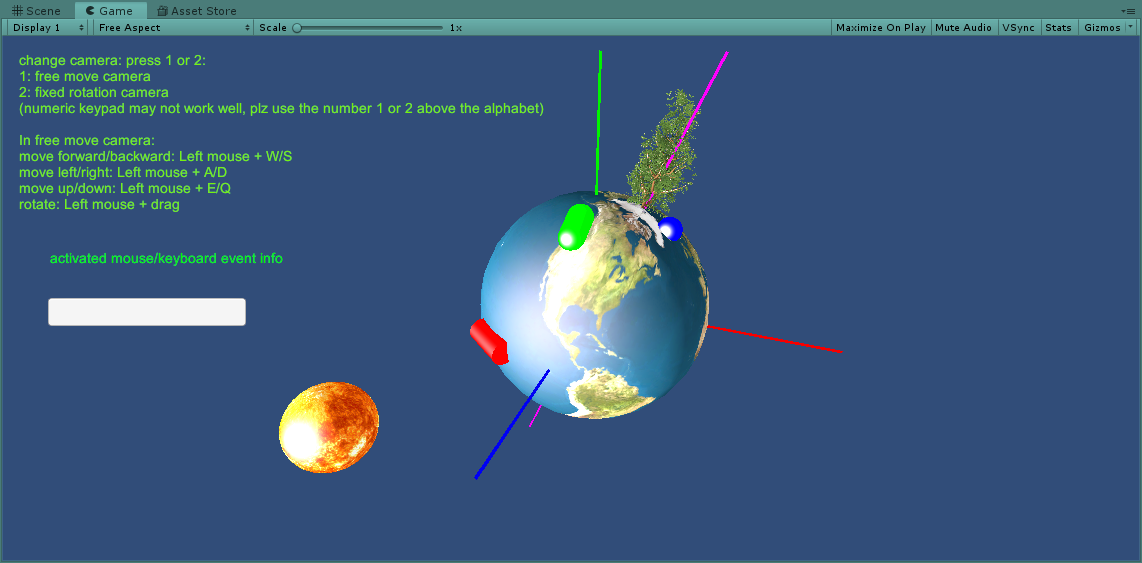 Scene Game Asset Store
Display 1 Free Aspect Scale 1x Maximize On Play Mute Audio VSync Stats Gizmos
change camera: press 1 or 2:
1: free move camera
2: fixed rotation camera
(numeric keypad may not work well, plz use the number 1 or 2 above the alphabet)
In free move camera:
move forward/backward: Left mouse + W/S
move left/right: Left mouse + A/D
move up/down: Left mouse + E/Q
rotate: Left mouse + drag
activated mouse/keyboard event info